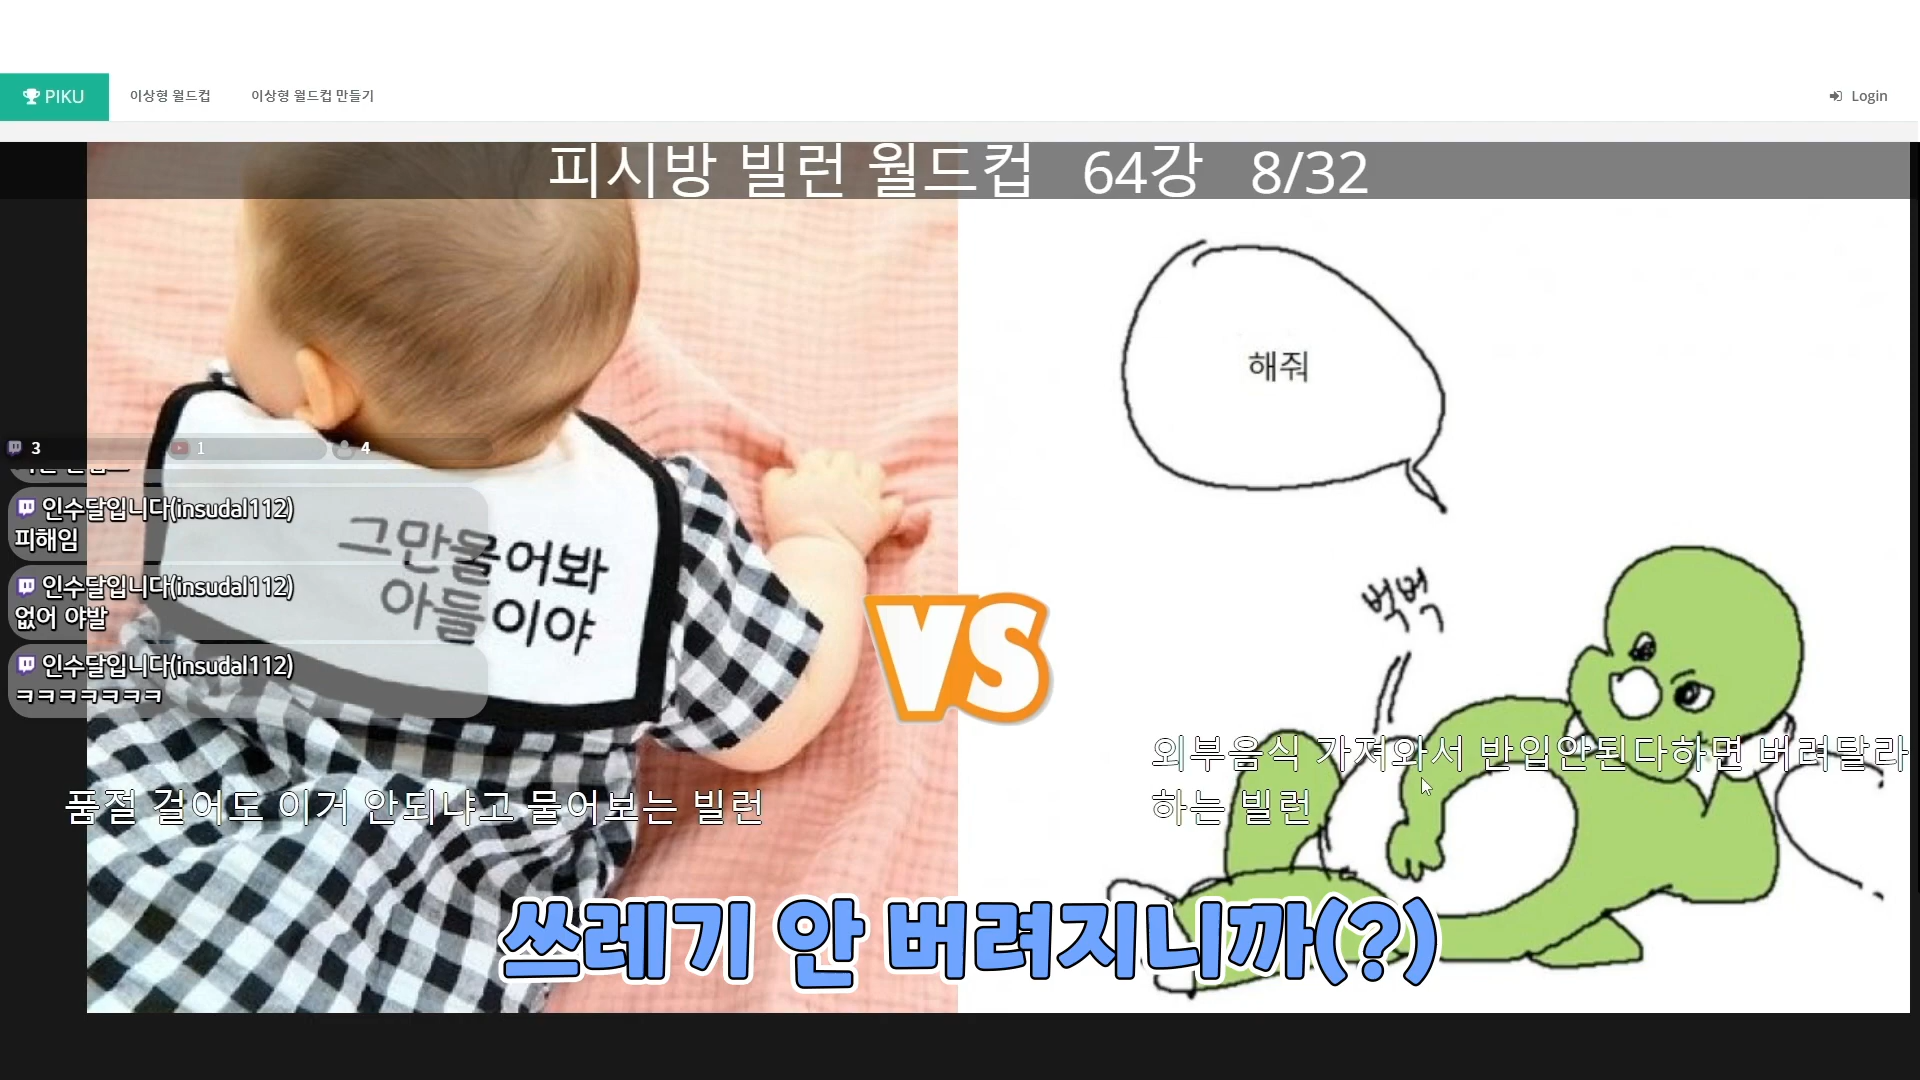 PIKU
이상형 월드컵
이상형 월드컵 만들기
Login
피시방 빌런 월드컵 64강 8/32
해줘
3
1
4
인수달입니다(insudal112)
피해임
인수달입니다(insudal112)
없어 야발
인수달입니다(insudal112)
ㅋㅋㅋㅋㅋㅋㅋ
그만물어봐
아들이야
VS
벅벅
품절 걸어도 이거 안되냐고 물어보는 빌런
외부음식 가져와서 반입안된다하면 버려달라
하는 빌런
쓰레기 안 버려지니까(?)